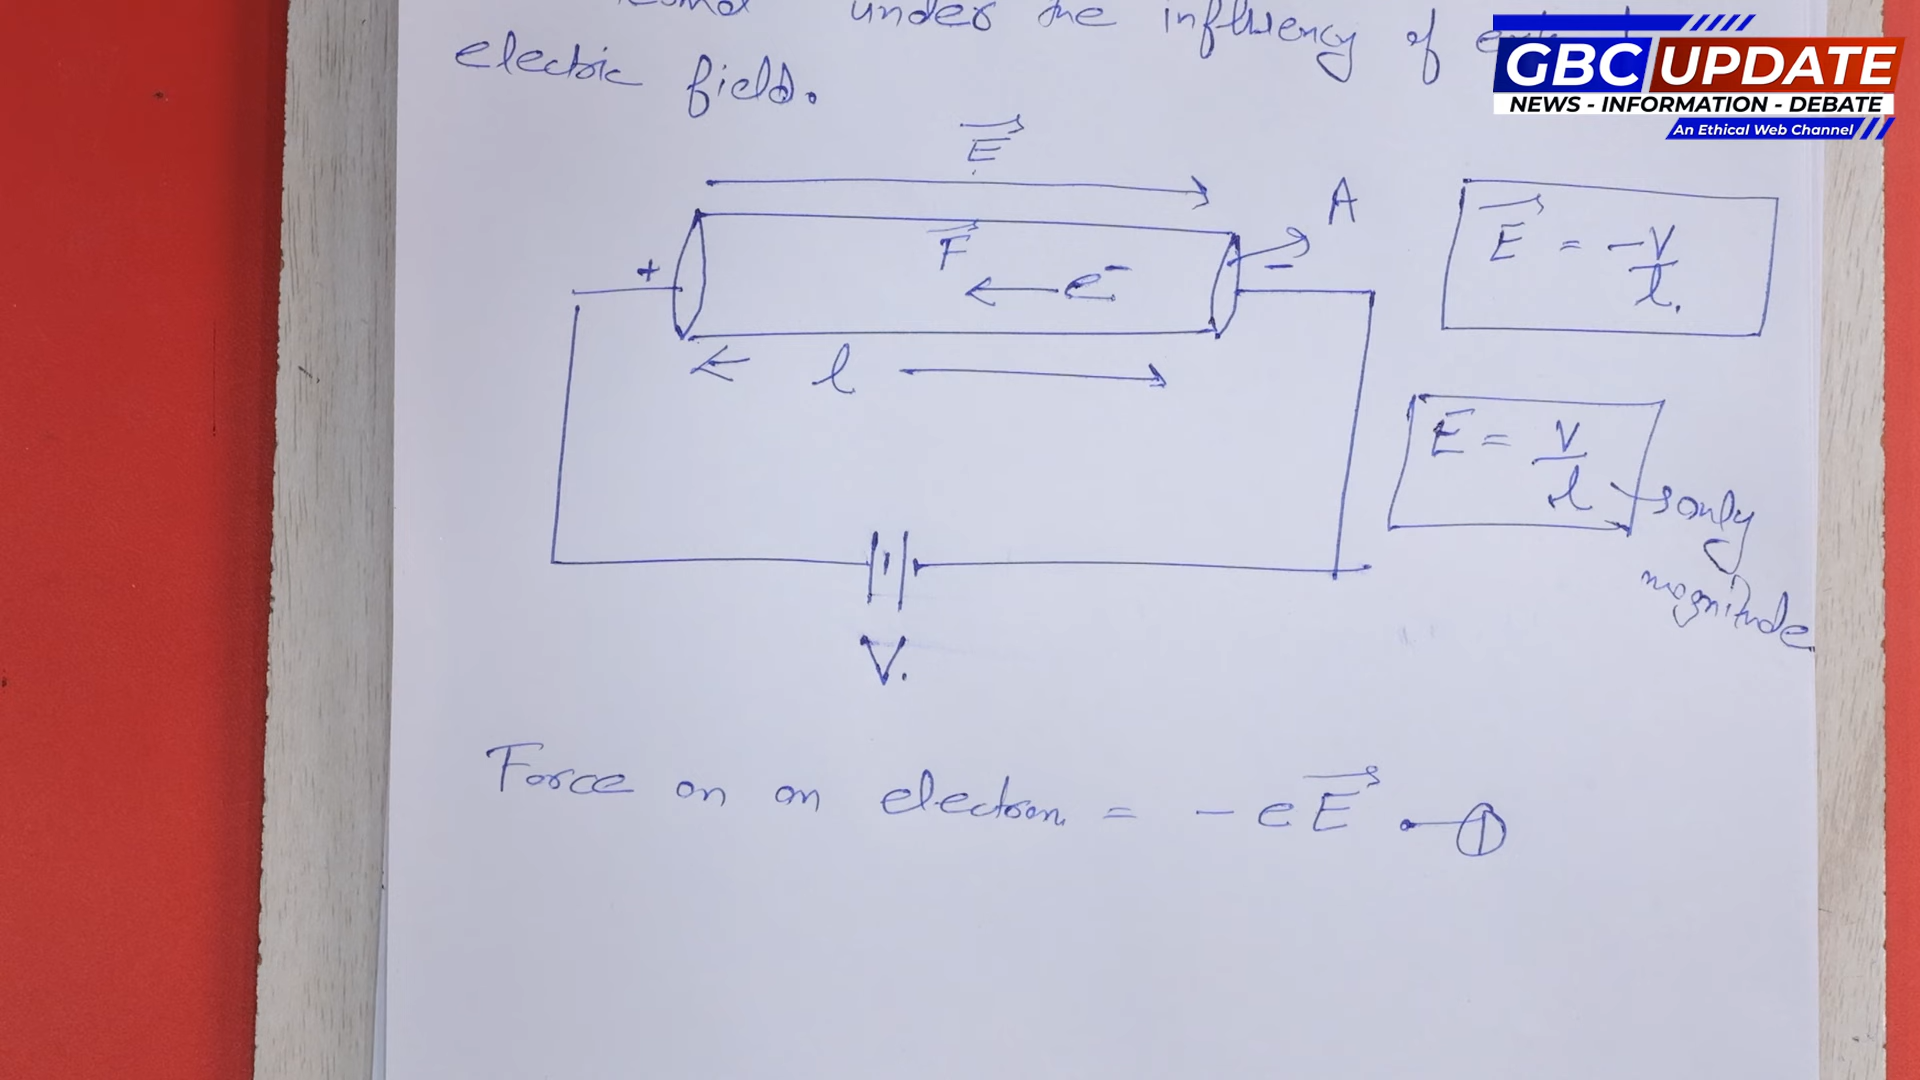 under the influency of
electric field.
GBC UPDATE
NEWS - INFORMATION - DEBATE
An Ethical Web Channel
E
A
F
+
e⁻
−
E = -V/l.
l
E = V/l
only
magnitude
V.
Force on an electron = - eE 1